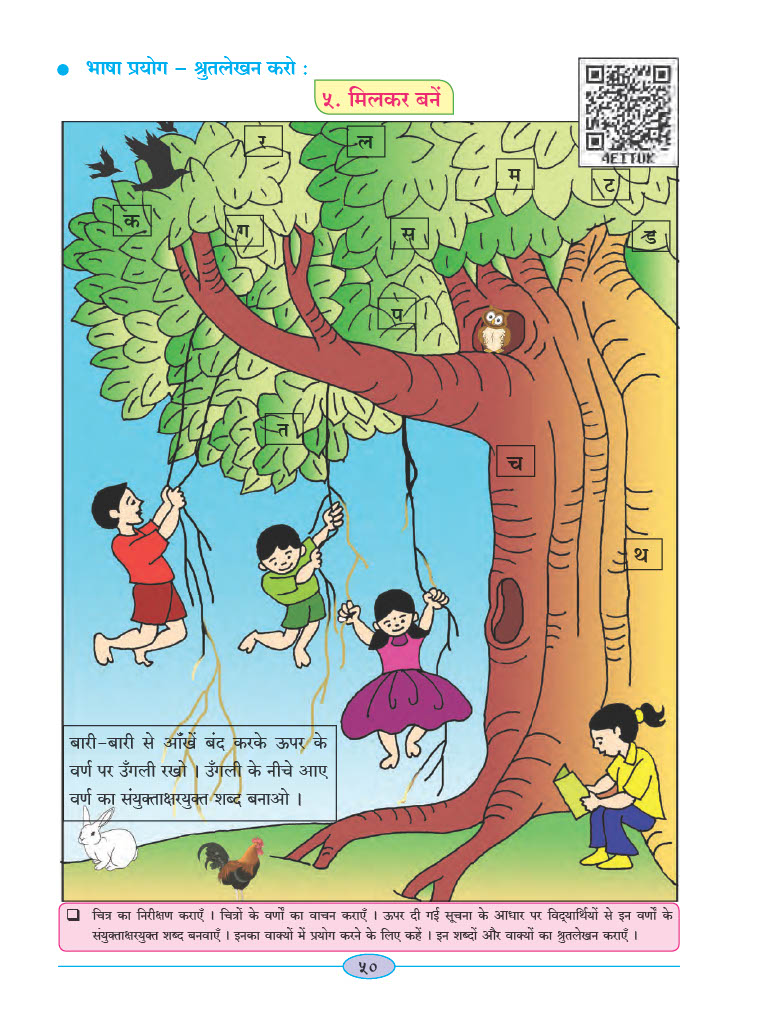 ● भाषा प्रयोग – श्रुतलेखन करो :
५. मिलकर बनें
4EITUK
र
ल
म
ट
क
ग
स
ड
प
त
च
थ
बारी-बारी से आँखें बंद करके ऊपर के
वर्ण पर उँगली रखो । उँगली के नीचे आए
वर्ण का संयुक्ताक्षरयुक्त शब्द बनाओ ।
❑ चित्र का निरीक्षण कराएँ । चित्रों के वर्णों का वाचन कराएँ । ऊपर दी गई सूचना के आधार पर विद्‌यार्थियों से इन वर्णों के
संयुक्ताक्षरयुक्त शब्द बनवाएँ । इनका वाक्यों में प्रयोग करने के लिए कहें । इन शब्दों और वाक्यों का श्रुतलेखन कराएँ ।
५०